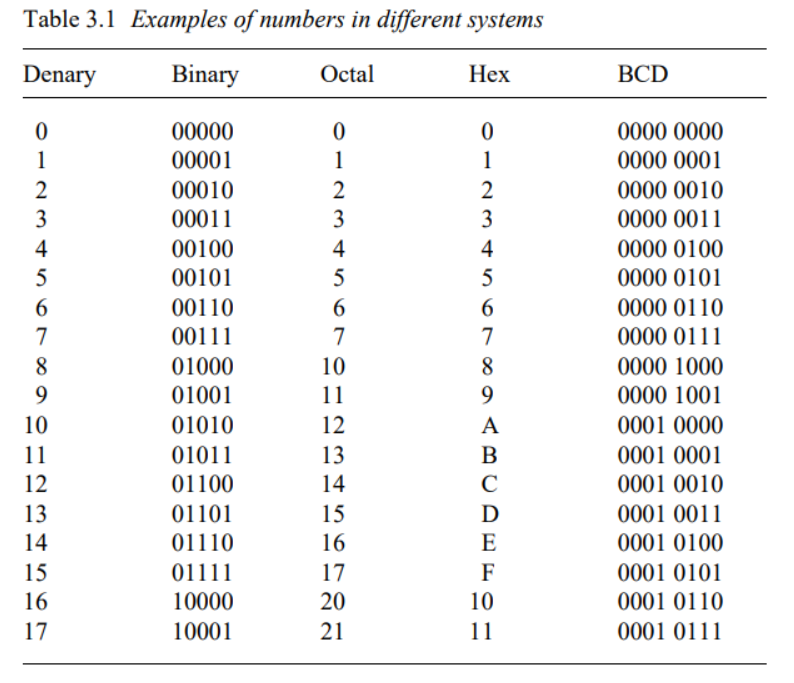 Table 3.1 Examples of numbers in different systems
Denary Binary Octal Hex BCD
0 00000 0 0 0000 0000
1 00001 1 1 0000 0001
2 00010 2 2 0000 0010
3 00011 3 3 0000 0011
4 00100 4 4 0000 0100
5 00101 5 5 0000 0101
6 00110 6 6 0000 0110
7 00111 7 7 0000 0111
8 01000 10 8 0000 1000
9 01001 11 9 0000 1001
10 01010 12 A 0001 0000
11 01011 13 B 0001 0001
12 01100 14 C 0001 0010
13 01101 15 D 0001 0011
14 01110 16 E 0001 0100
15 01111 17 F 0001 0101
16 10000 20 10 0001 0110
17 10001 21 11 0001 0111